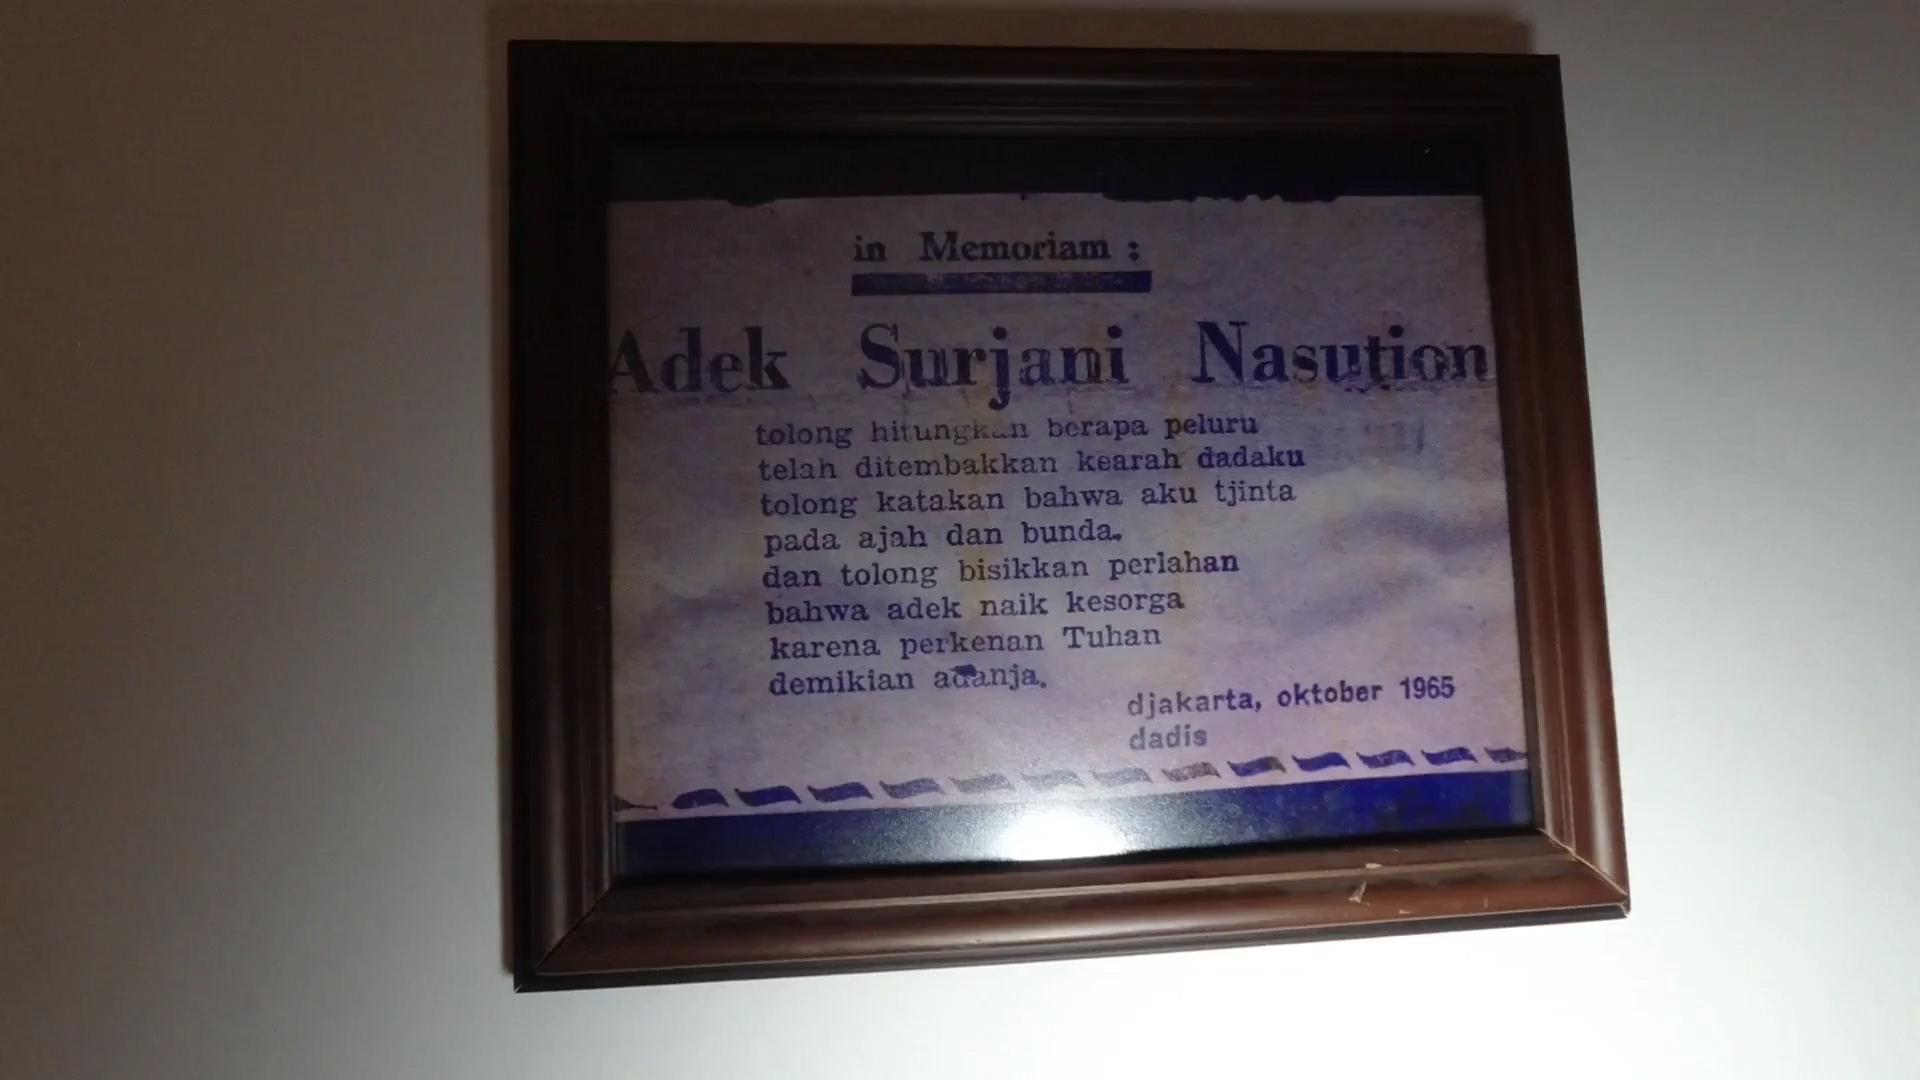 in Memoriam :
Adek Surjani Nasution
tolong hitungkan berapa peluru
telah ditembakkan kearah dadaku
tolong katakan bahwa aku tjinta
pada ajah dan bunda.
dan tolong bisikkan perlahan
bahwa adek naik kesorga
karena perkenan Tuhan
demikian adanja.
djakarta, oktober 1965
dadis